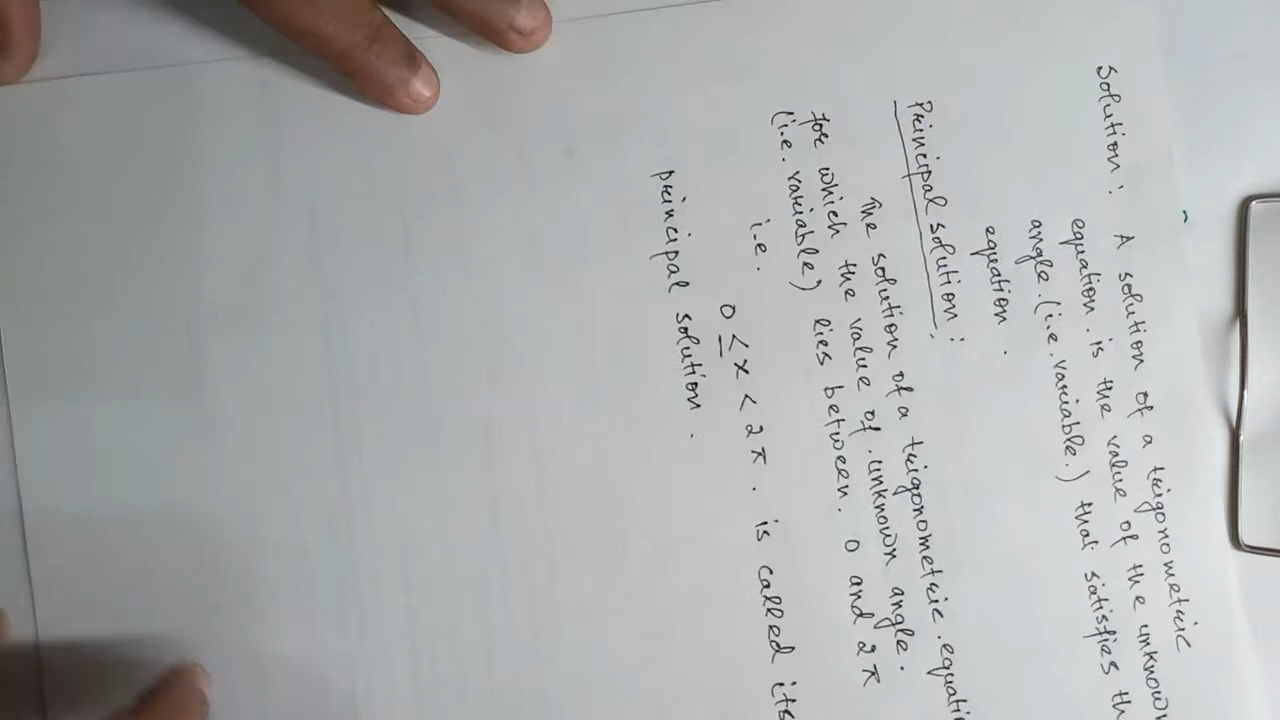 Solution : A solution of a trigonometric
equation . is the value of the unknown
angle . (i.e. variable.) that satisfies th
equation .
Principal solution :
The solution of a trigonometric . equati
for which the value of . unknown angle .
(i.e. variable) lies between . 0 and 2π
i.e. 0 ≤ x < 2π . is called its
principal solution .